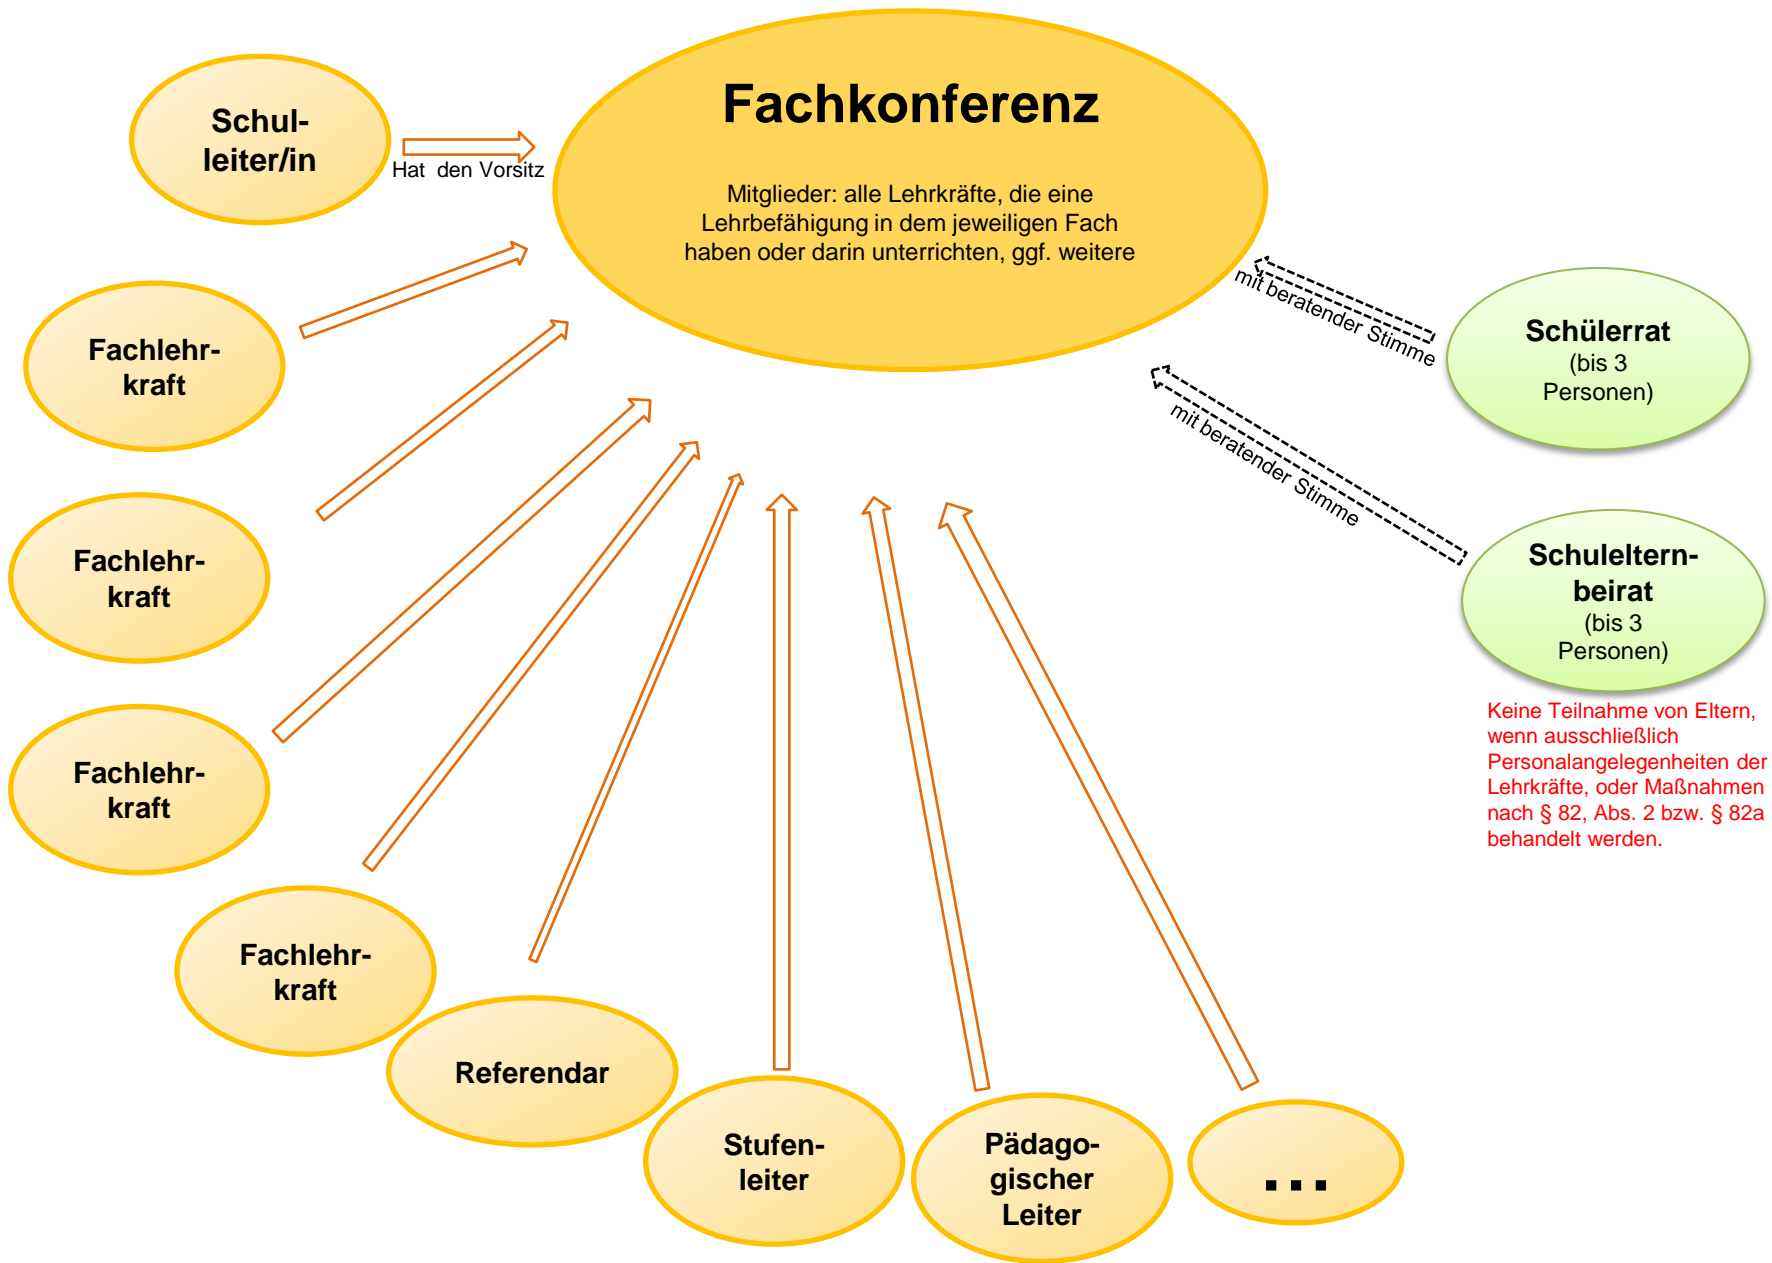 Fachkonferenz
Mitglieder: alle Lehrkräfte, die eine
Lehrbefähigung in dem jeweiligen Fach
haben oder darin unterrichten, ggf. weitere
Schul-
leiter/in
Hat den Vorsitz
Fachlehr-
kraft
Fachlehr-
kraft
Fachlehr-
kraft
Fachlehr-
kraft
Referendar
Stufen-
leiter
Pädago-
gischer
Leiter
...
mit beratender Stimme
Schülerrat
(bis 3
Personen)
mit beratender Stimme
Schuleltern-
beirat
(bis 3
Personen)
Keine Teilnahme von Eltern,
wenn ausschließlich
Personalangelegenheiten der
Lehrkräfte, oder Maßnahmen
nach § 82, Abs. 2 bzw. § 82a
behandelt werden.